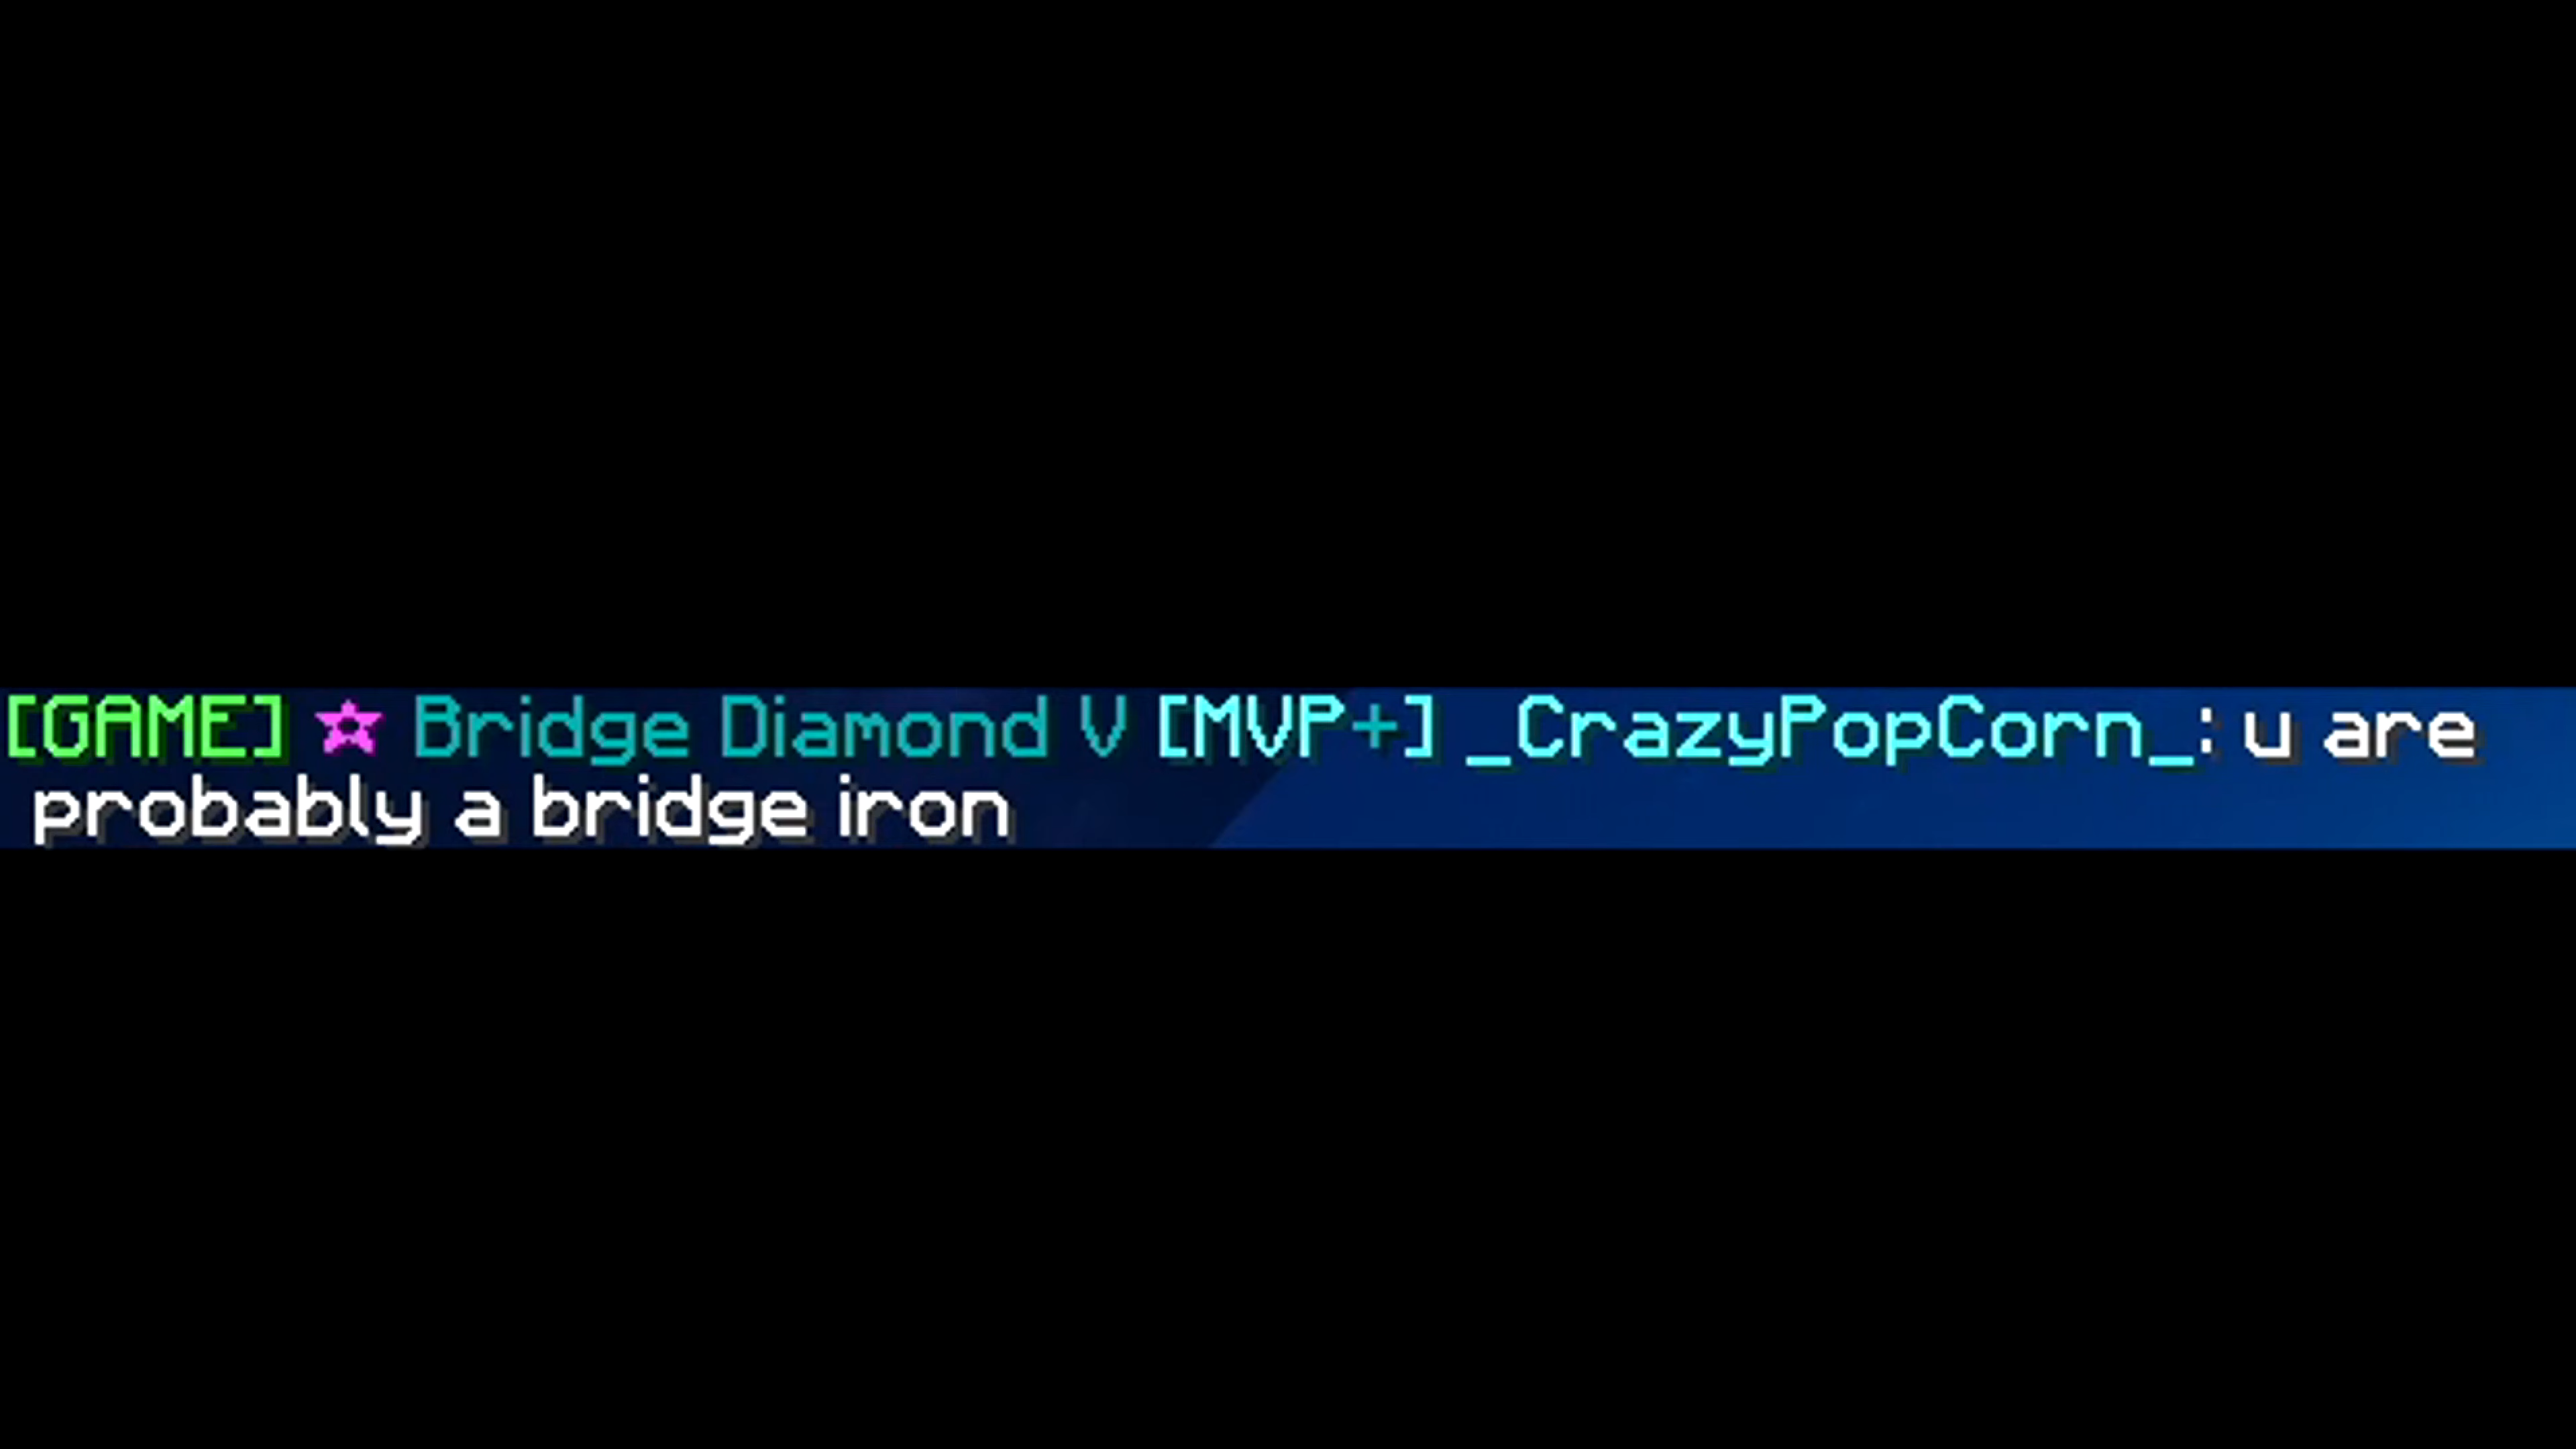 [GAME] ✫ Bridge Diamond V [MVP+] _CrazyPopCorn_: u are
probably a bridge iron